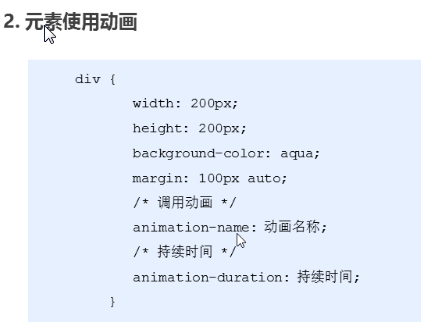 2. 元素使用动画
div {
width: 200px;
height: 200px;
background-color: aqua;
margin: 100px auto;
/* 调用动画 */
animation-name: 动画名称;
/* 持续时间 */
animation-duration: 持续时间;
}